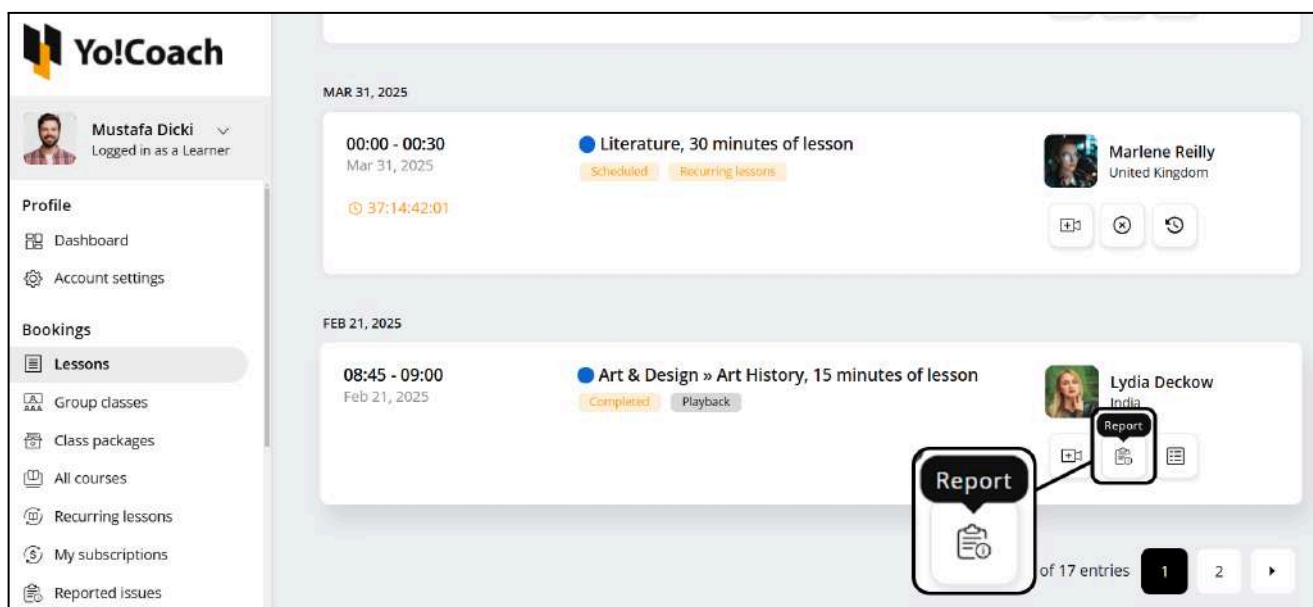 Yo!Coach
Mustafa Dicki
Logged in as a Learner
Profile
Dashboard
Account settings
Bookings
Lessons
Group classes
Class packages
All courses
Recurring lessons
My subscriptions
Reported issues
MAR 31, 2025
00:00 - 00:30
Mar 31, 2025
37:14:42:01
Literature, 30 minutes of lesson
Scheduled Recurring lessons
Marlene Reilly
United Kingdom
FEB 21, 2025
08:45 - 09:00
Feb 21, 2025
Art & Design » Art History, 15 minutes of lesson
Completed Playback
Lydia Deckow
India
Report
Report
of 17 entries 1 2